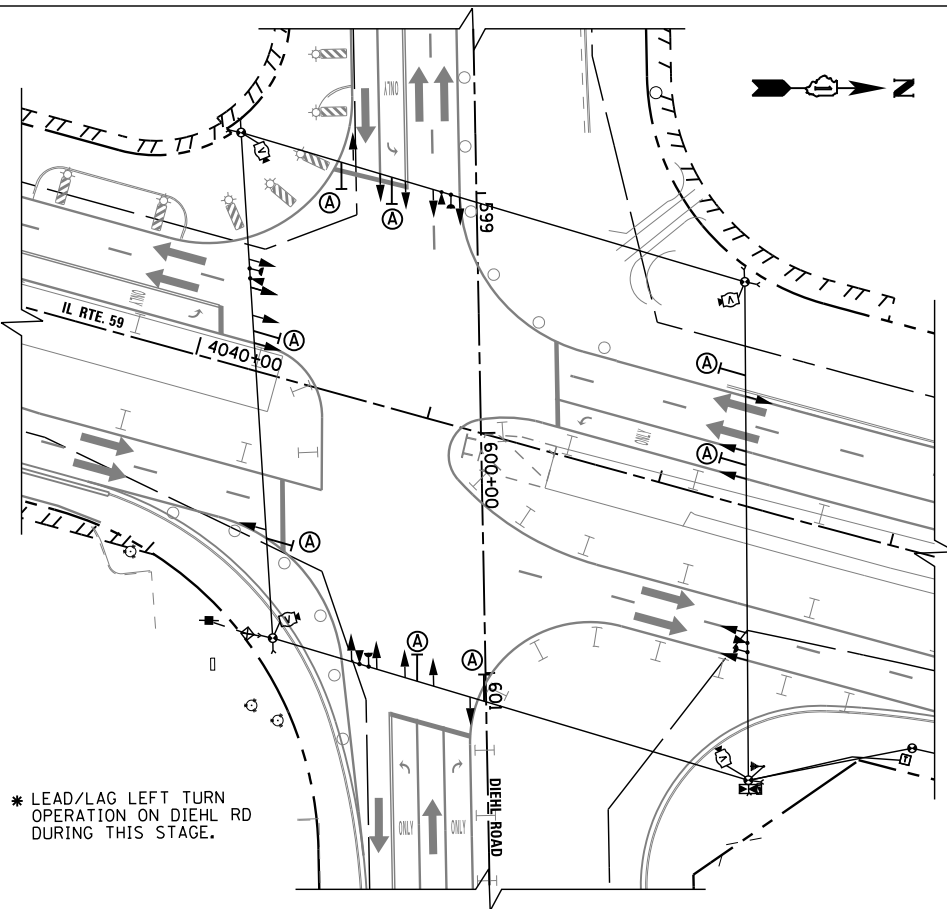 N
ONLY
A
A
599
V
V
ONLY
IL RTE. 59
4040+00
A
A
ONLY
A
600+00
A
V
A
A
601
ONLY
ONLY
DIEHL ROAD
V
T
* LEAD/LAG LEFT TURN
OPERATION ON DIEHL RD
DURING THIS STAGE.